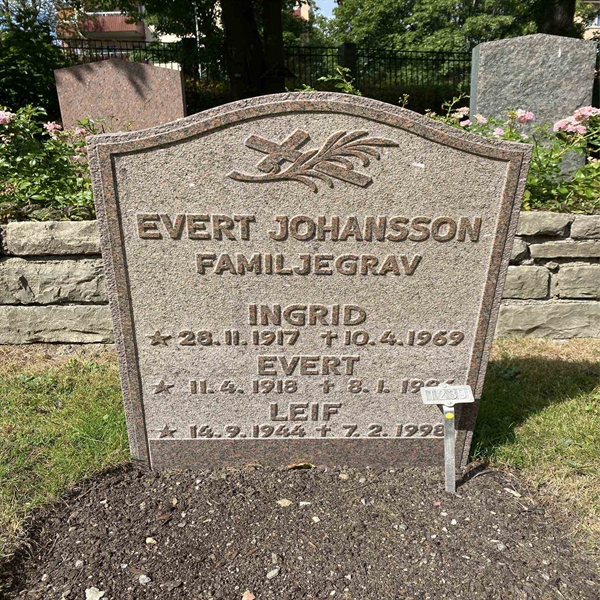 EVERT JOHANSSON
FAMILJEGRAV
INGRID
★ 28.11.1917 ✝ 10.4.1969
EVERT
★ 11.4.1918 ✝ 8.1.
LEIF
★ 14.9.1944 ✝ 7.2.1998